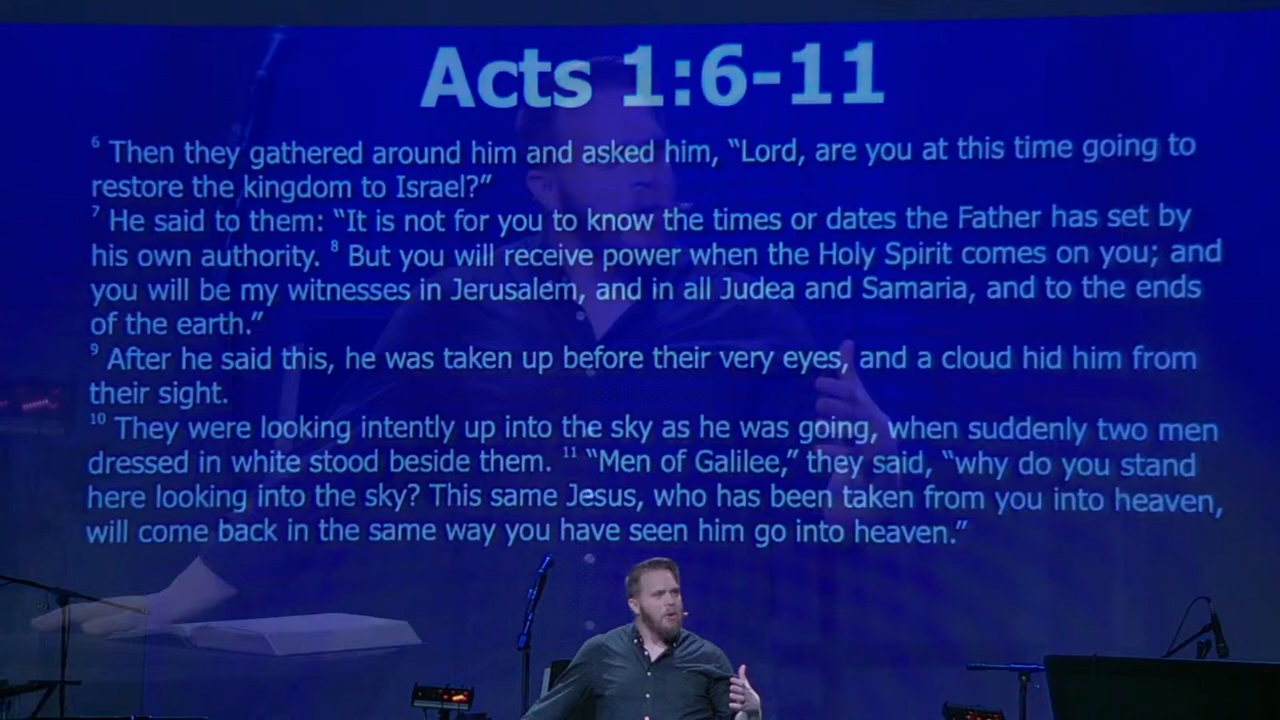 Acts 1:6-11
6 Then they gathered around him and asked him, “Lord, are you at this time going to
restore the kingdom to Israel?”
7 He said to them: “It is not for you to know the times or dates the Father has set by
his own authority. 8 But you will receive power when the Holy Spirit comes on you; and
you will be my witnesses in Jerusalem, and in all Judea and Samaria, and to the ends
of the earth.”
9 After he said this, he was taken up before their very eyes, and a cloud hid him from
their sight.
10 They were looking intently up into the sky as he was going, when suddenly two men
dressed in white stood beside them. 11 “Men of Galilee,” they said, “why do you stand
here looking into the sky? This same Jesus, who has been taken from you into heaven,
will come back in the same way you have seen him go into heaven.”